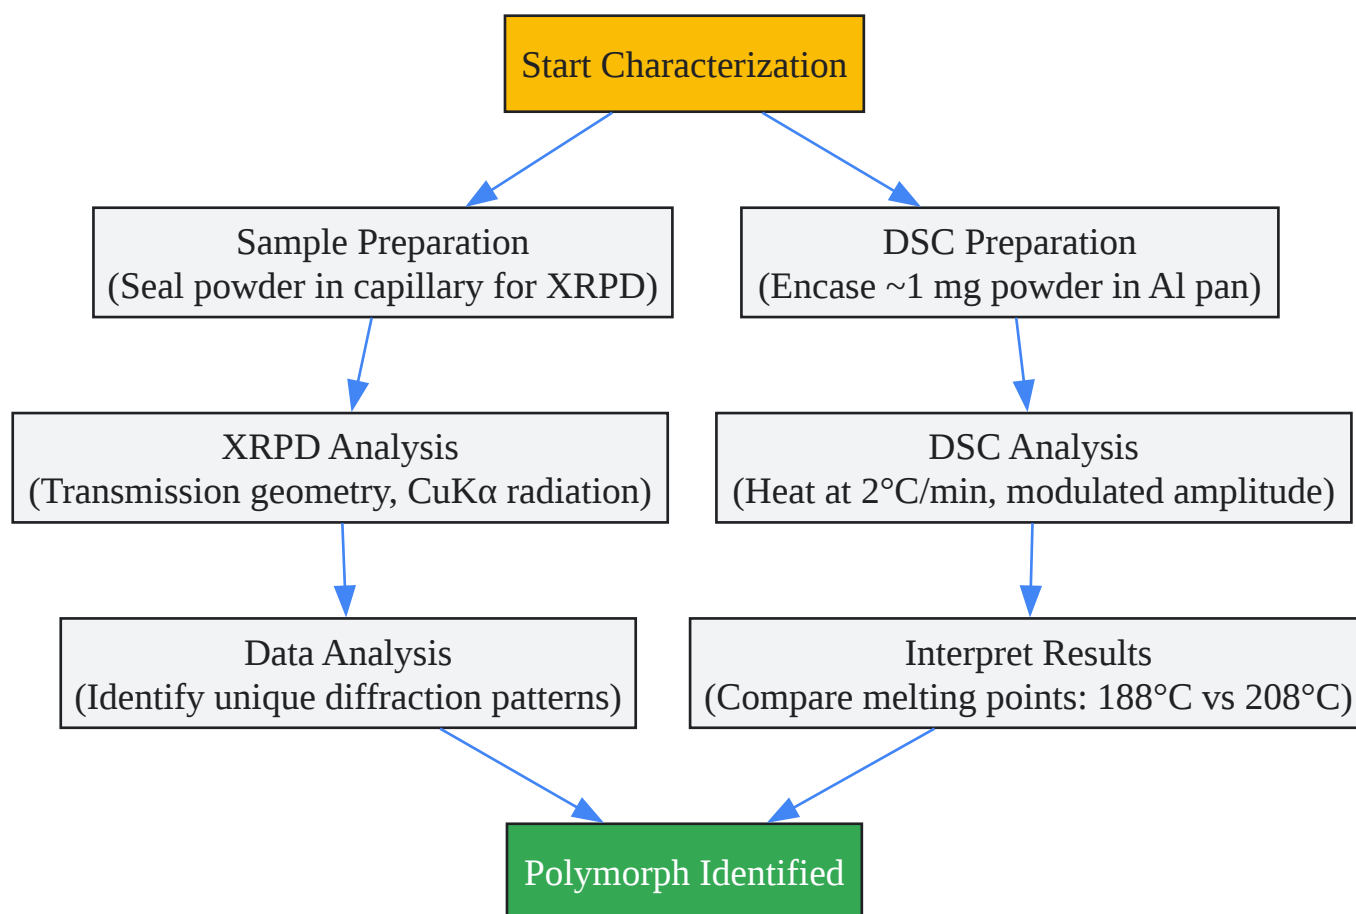 Start Characterization
Sample Preparation
(Seal powder in capillary for XRPD)
DSC Preparation
(Encase ~1 mg powder in Al pan)
XRPD Analysis
(Transmission geometry, CuKα radiation)
DSC Analysis
(Heat at 2°C/min, modulated amplitude)
Data Analysis
(Identify unique diffraction patterns)
Interpret Results
(Compare melting points: 188°C vs 208°C)
Polymorph Identified